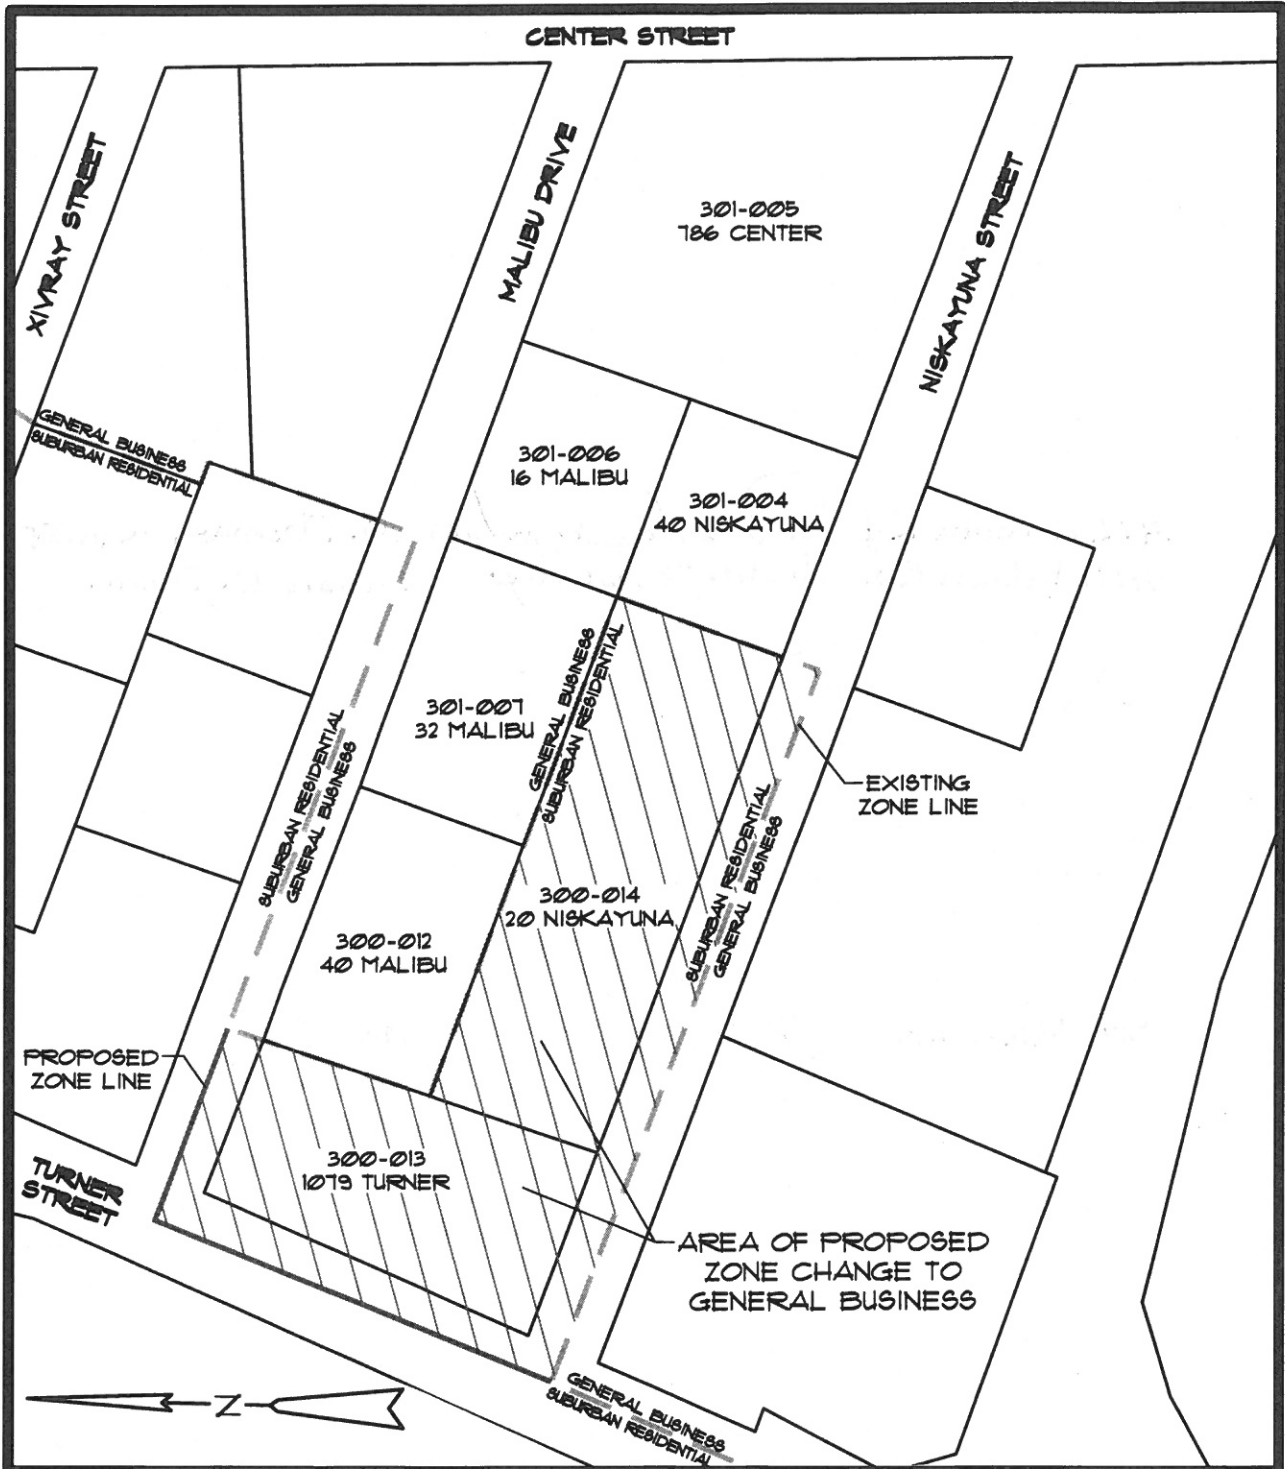 CENTER STREET
XIVRAY STREET
MALIBU DRIVE
NISKAYUNA STREET
301-005
786 CENTER
GENERAL BUSINESS
SUBURBAN RESIDENTIAL
301-006
16 MALIBU
301-004
40 NISKAYUNA
301-007
32 MALIBU
GENERAL BUSINESS
SUBURBAN RESIDENTIAL
EXISTING
ZONE LINE
SUBURBAN RESIDENTIAL
GENERAL BUSINESS
SUBURBAN RESIDENTIAL
GENERAL BUSINESS
300-014
20 NISKAYUNA
300-012
40 MALIBU
PROPOSED
ZONE LINE
300-013
1079 TURNER
TURNER
STREET
AREA OF PROPOSED
ZONE CHANGE TO
GENERAL BUSINESS
GENERAL BUSINESS
SUBURBAN RESIDENTIAL
Z